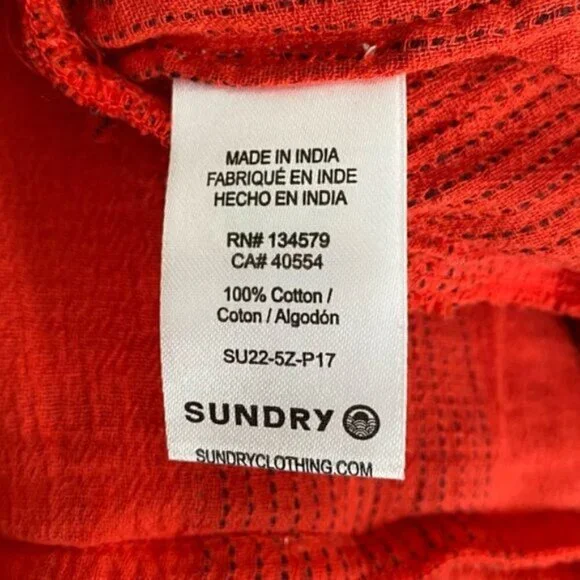 MADE IN INDIA
FABRIQUÉ EN INDE
HECHO EN INDIA
RN# 134579
CA# 40554
100% Cotton /
Coton / Algodón
SU22-5Z-P17
SUNDRY
SUNDRYCLOTHING.COM